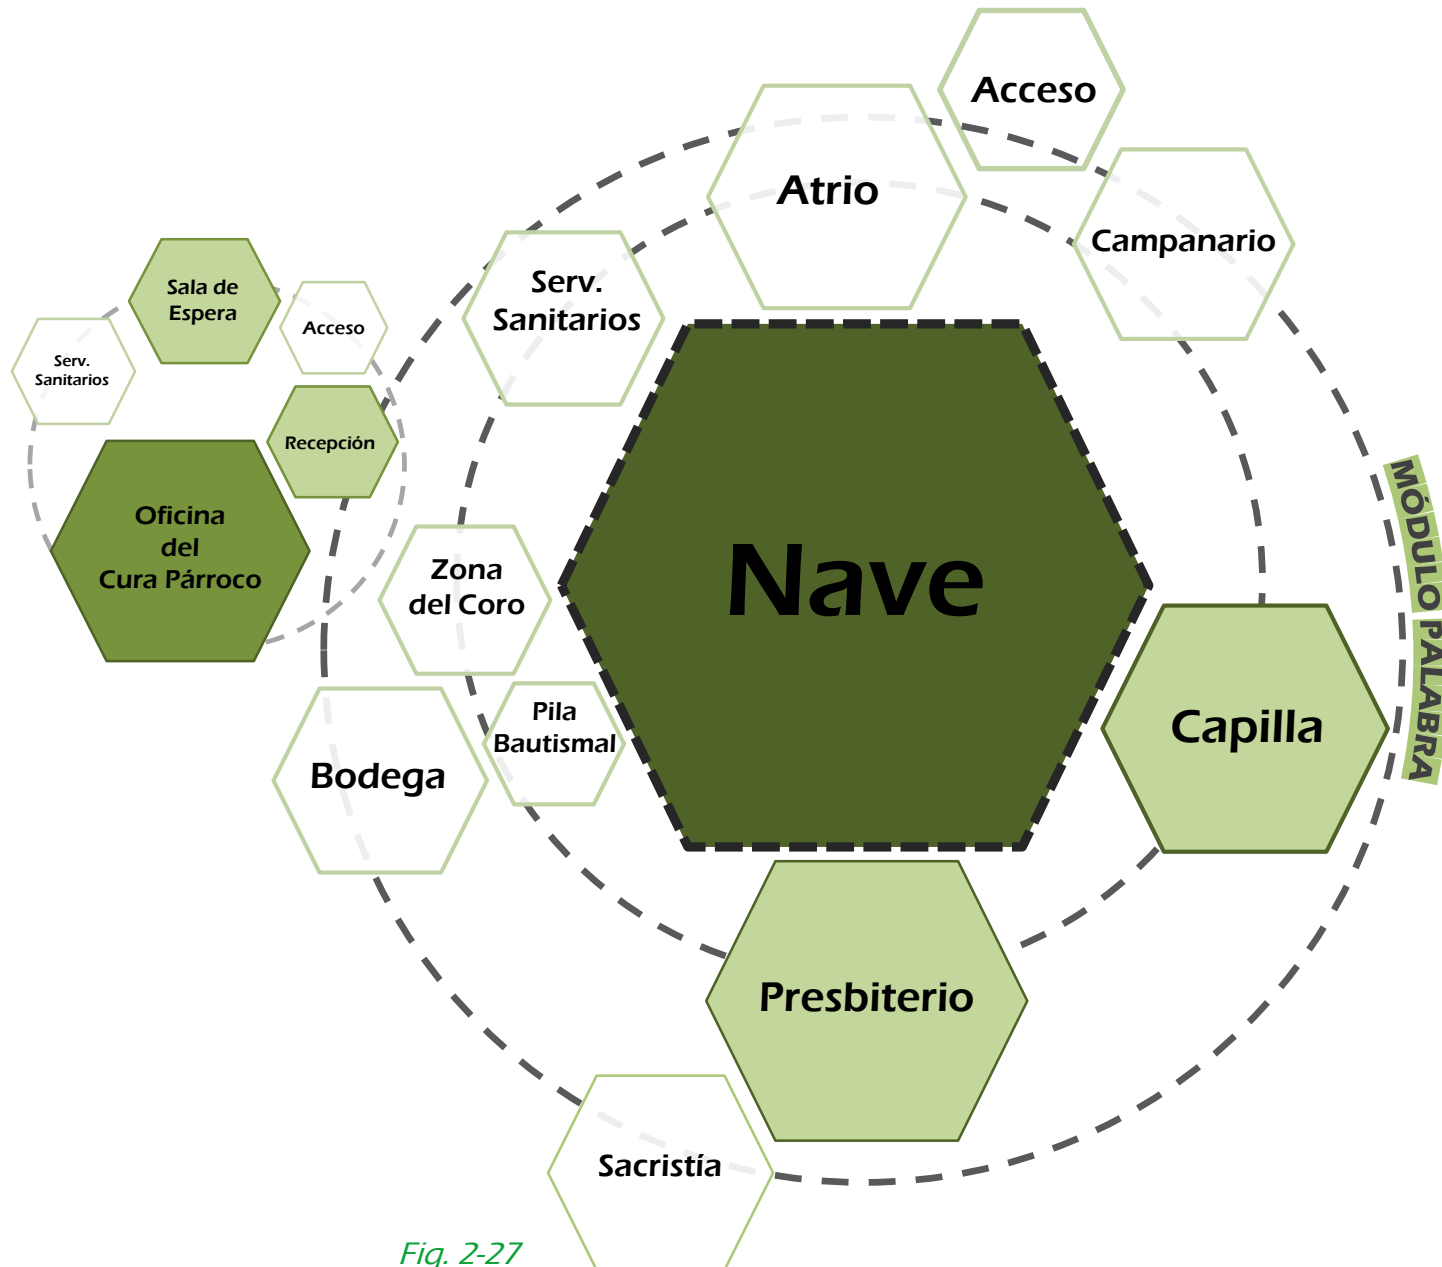 Acceso
Atrio
Campanario
Serv.
Sanitarios
Sala de
Espera
Acceso
Serv.
Sanitarios
Recepción
Oficina
del
Cura Párroco
Nave
Zona
del Coro
Pila
Bautismal
Bodega
Capilla
MÓDULO PALABRA
Presbiterio
Sacristía
Fig. 2-27